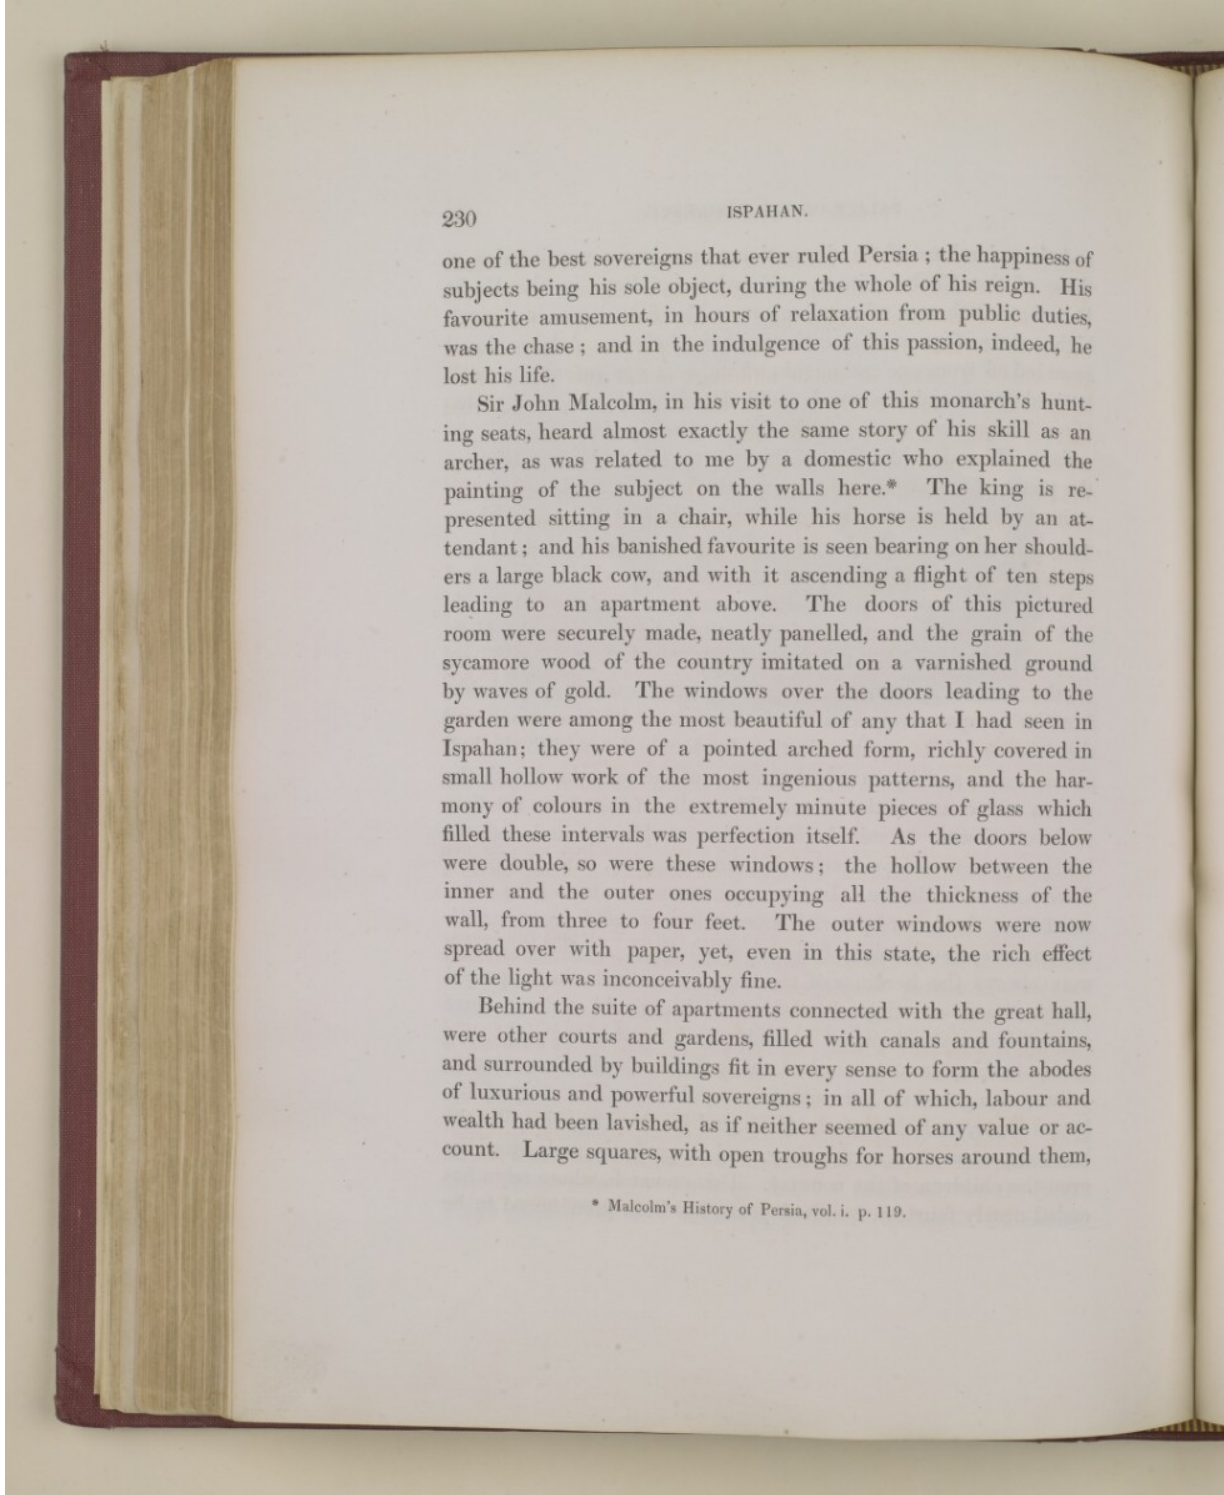 230
ISPAHAN.
one of the best sovereigns that ever ruled Persia ; the happiness of
subjects being his sole object, during the whole of his reign. His
favourite amusement, in hours of relaxation from public duties,
was the chase ; and in the indulgence of this passion, indeed, he
lost his life.
Sir John Malcolm, in his visit to one of this monarch's hunt-
ing seats, heard almost exactly the same story of his skill as an
archer, as was related to me by a domestic who explained the
painting of the subject on the walls here.* The king is re-
presented sitting in a chair, while his horse is held by an at-
tendant ; and his banished favourite is seen bearing on her should-
ers a large black cow, and with it ascending a flight of ten steps
leading to an apartment above. The doors of this pictured
room were securely made, neatly panelled, and the grain of the
sycamore wood of the country imitated on a varnished ground
by waves of gold. The windows over the doors leading to the
garden were among the most beautiful of any that I had seen in
Ispahan; they were of a pointed arched form, richly covered in
small hollow work of the most ingenious patterns, and the har-
mony of colours in the extremely minute pieces of glass which
filled these intervals was perfection itself. As the doors below
were double, so were these windows ; the hollow between the
inner and the outer ones occupying all the thickness of the
wall, from three to four feet. The outer windows were now
spread over with paper, yet, even in this state, the rich effect
of the light was inconceivably fine.
Behind the suite of apartments connected with the great hall,
were other courts and gardens, filled with canals and fountains,
and surrounded by buildings fit in every sense to form the abodes
of luxurious and powerful sovereigns ; in all of which, labour and
wealth had been lavished, as if neither seemed of any value or ac-
count. Large squares, with open troughs for horses around them,
* Malcolm's History of Persia, vol. i. p. 119.